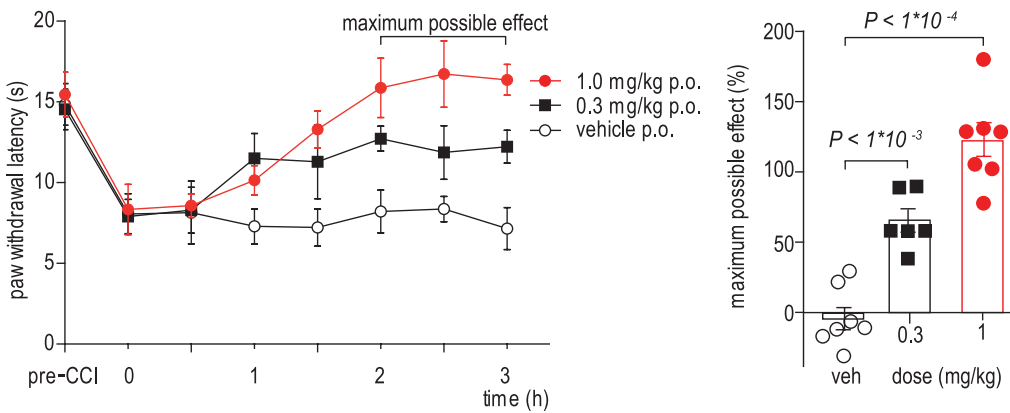 20
15
10
5
0
paw withdrawal latency (s)
maximum possible effect
1.0 mg/kg p.o.
0.3 mg/kg p.o.
vehicle p.o.
pre-CCI 0 1 2 3
time (h)
200
150
100
50
0
maximum possible effect (%)
P < 1*10 -4
P < 1*10 -3
0.3 1
veh dose (mg/kg)